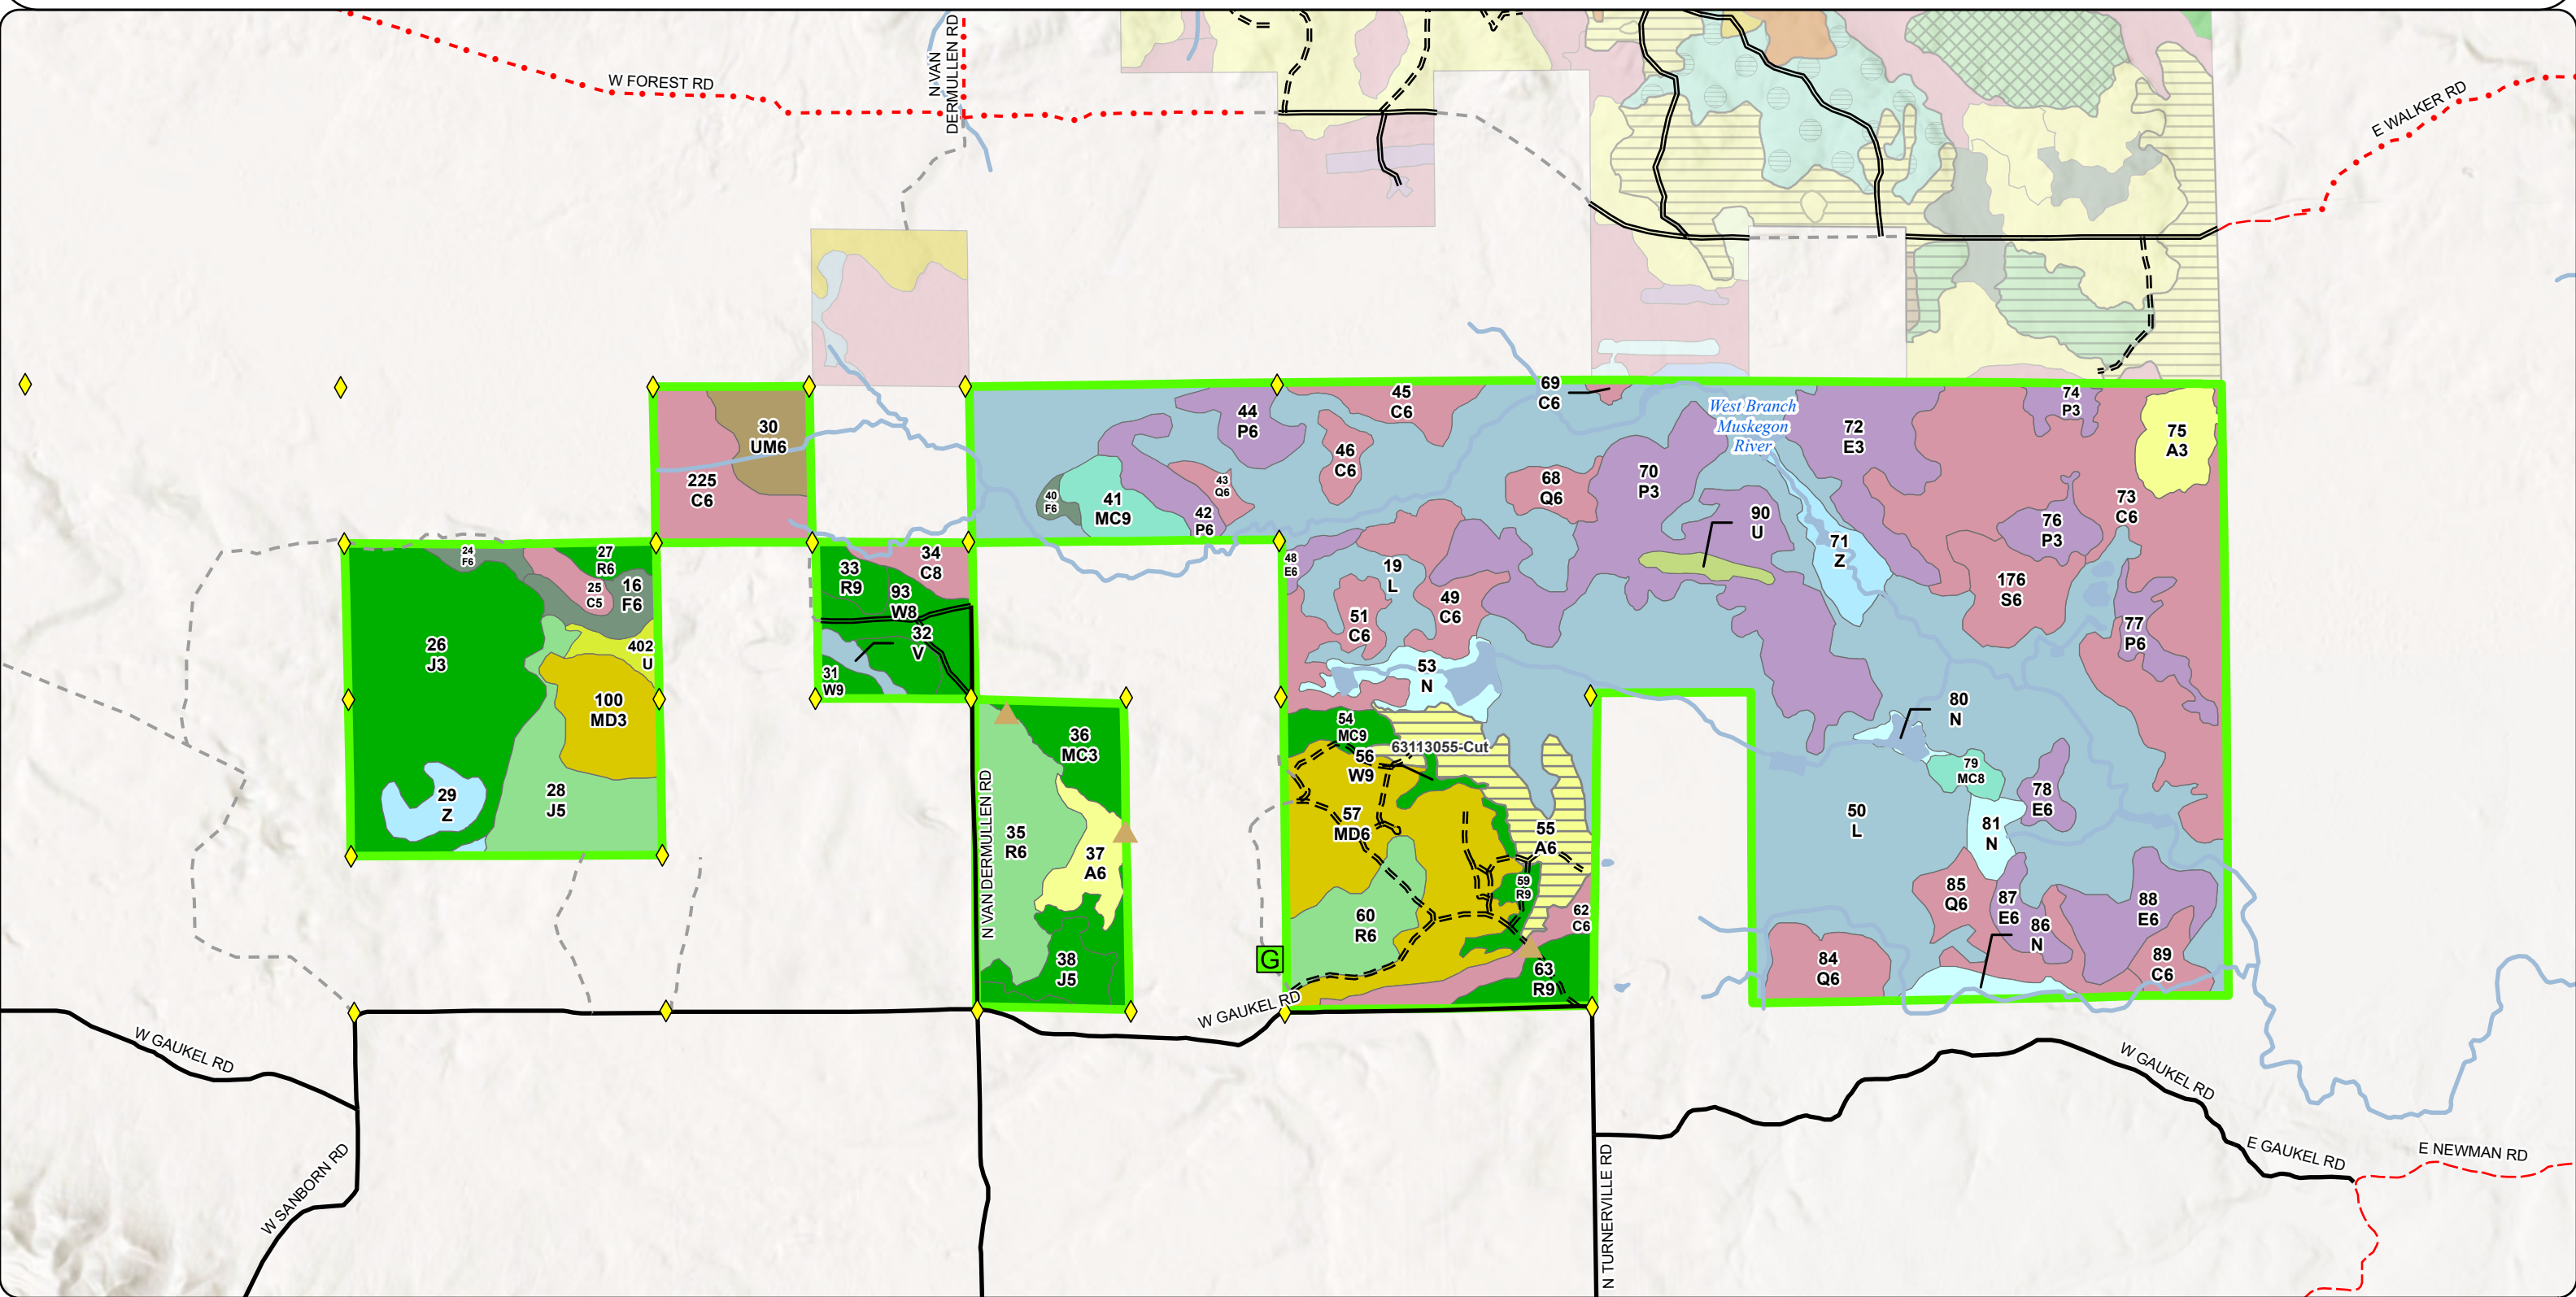 W FOREST RD
N VAN
DERMULLEN RD
E WALKER RD
30
UM6
225
C6
44
P6
45
C6
69
C6
46
C6
43
Q6
42
P6
41
MC9
40
F6
68
Q6
70
P3
West Branch
Muskegon
River
72
E3
74
P3
75
A3
73
C6
76
P3
90
U
71
Z
176
S6
77
P6
24
F6
27
R6
25
C5
16
F6
26
J3
402
U
100
MD3
29
Z
28
J5
33
R9
34
C8
93
W8
32
V
31
W9
48
E6
19
L
49
C6
51
C6
53
N
54
MC9
63113055-Cut
56
W9
57
MD6
55
A6
59
R9
60
R6
62
C6
63
R9
36
MC3
35
R6
37
A6
38
J5
N VAN DERMULLEN RD
80
N
79
MC8
78
E6
50
L
81
N
85
Q6
87
E6
86
N
88
E6
84
Q6
89
C6
G
W GAUKEL RD
W GAUKEL RD
W GAUKEL RD
W SANBORN RD
N TURNERVILLE RD
E GAUKEL RD
E NEWMAN RD